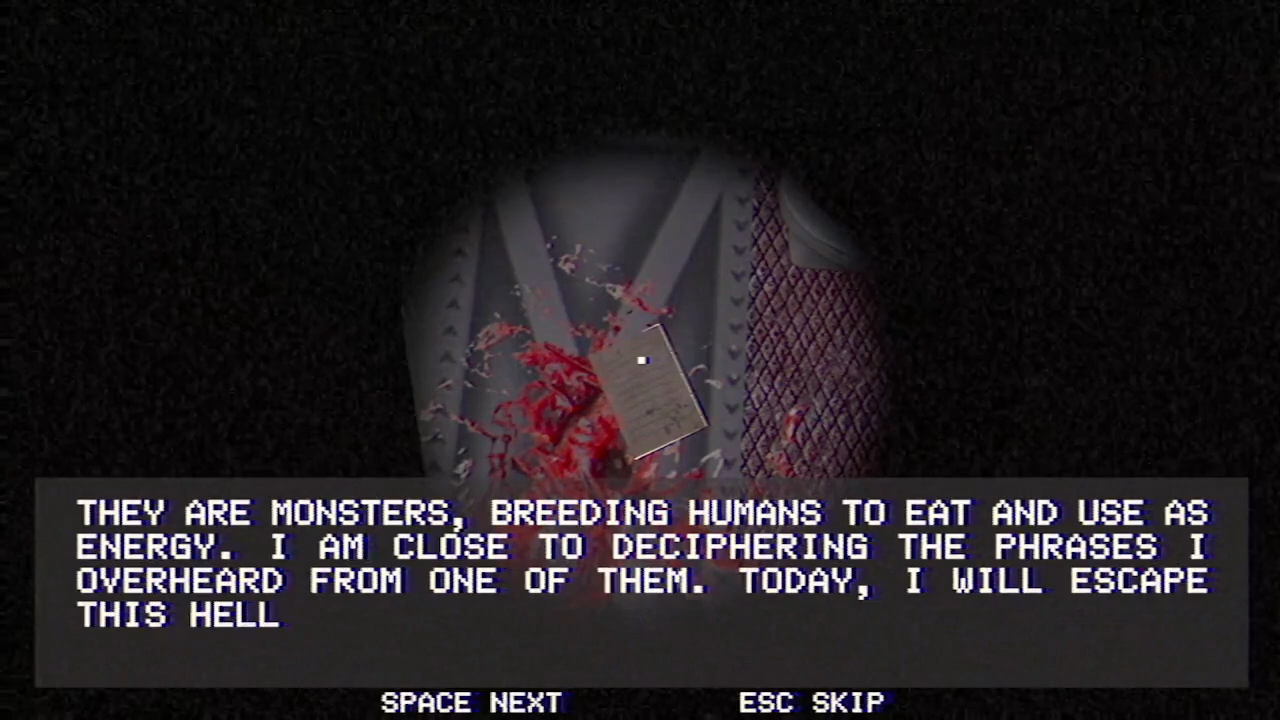 THEY ARE MONSTERS, BREEDING HUMANS TO EAT AND USE AS
ENERGY. I AM CLOSE TO DECIPHERING THE PHRASES I
OVERHEARD FROM ONE OF THEM. TODAY, I WILL ESCAPE
THIS HELL
SPACE NEXT
ESC SKIP